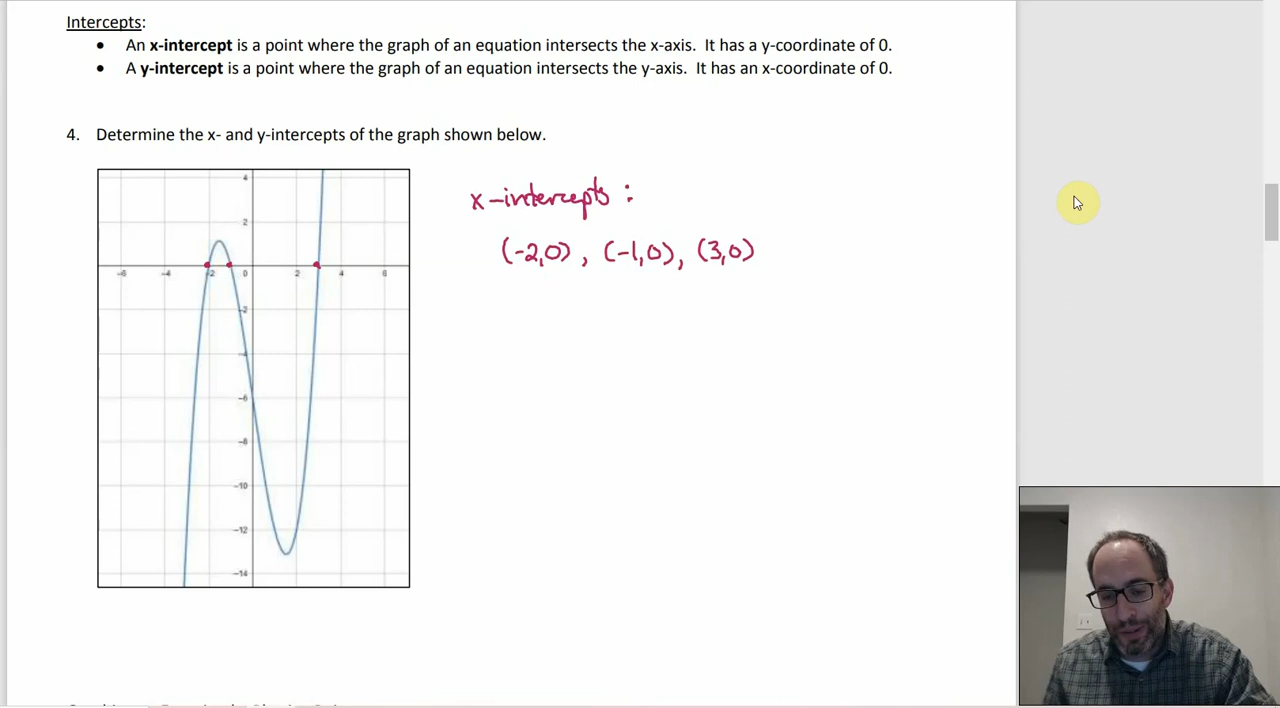 Intercepts:
• An x-intercept is a point where the graph of an equation intersects the x-axis. It has a y-coordinate of 0.
• A y-intercept is a point where the graph of an equation intersects the y-axis. It has an x-coordinate of 0.
4. Determine the x- and y-intercepts of the graph shown below.
x-intercepts:
(-2,0), (-1,0), (3,0)
4
2
-6 -4 -2 0 2 4 6
-2
-4
-6
-8
-10
-12
-14